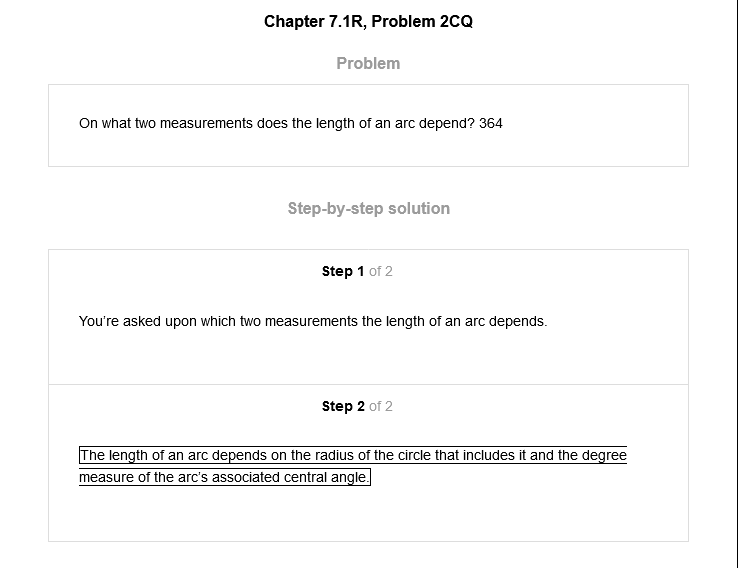 Chapter 7.1R, Problem 2CQ
Problem
On what two measurements does the length of an arc depend? 364
Step-by-step solution
Step 1 of 2
You’re asked upon which two measurements the length of an arc depends.
Step 2 of 2
The length of an arc depends on the radius of the circle that includes it and the degree
measure of the arc’s associated central angle.